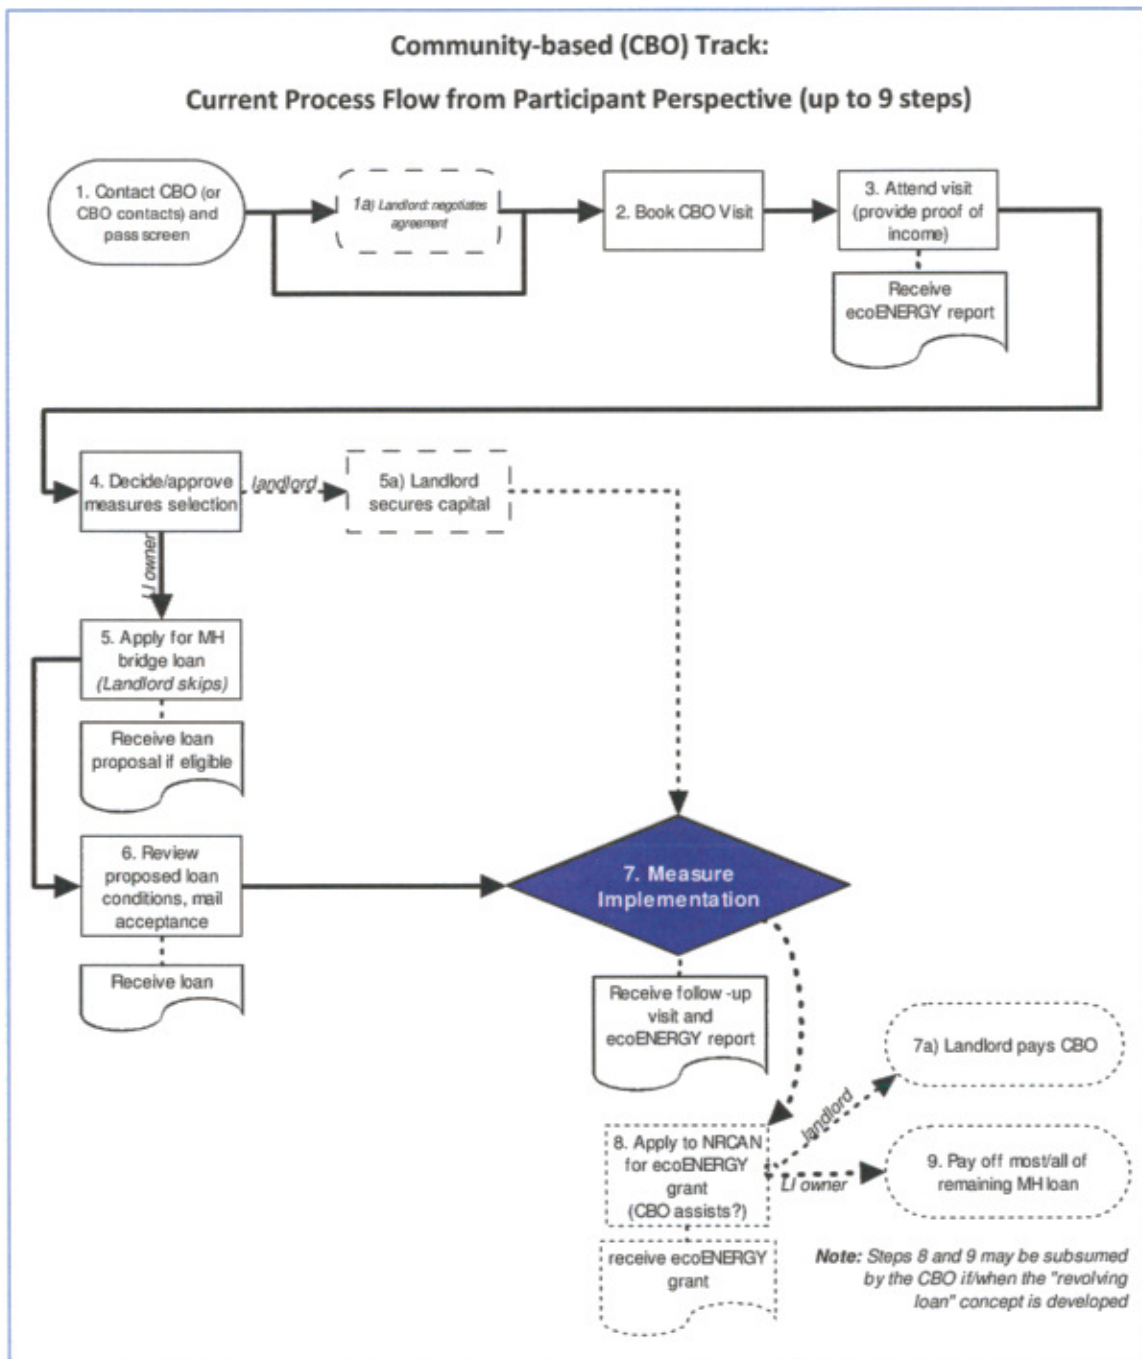 Community-based (CBO) Track:
Current Process Flow from Participant Perspective (up to 9 steps)
1. Contact CBO (or
CBO contacts) and
pass screen
1a) Landlord: negotiates
agreement
2. Book CBO Visit
3. Attend visit
(provide proof of
income)
Receive
ecoENERGY report
4. Decide/approve
measures selection
landlord
5a) Landlord
secures capital
LI owner
5. Apply for MH
bridge loan
(Landlord skips)
Receive loan
proposal if eligible
6. Review
proposed loan
conditions, mail
acceptance
Receive loan
7. Measure
Implementation
Receive follow-up
visit and
ecoENERGY report
7a) Landlord pays CBO
landlord
8. Apply to NRCAN
for ecoENERGY
grant
(CBO assists?)
LI owner
9. Pay off most/all of
remaining MH loan
receive ecoENERGY
grant
Note: Steps 8 and 9 may be subsumed
by the CBO if/when the "revolving
loan" concept is developed